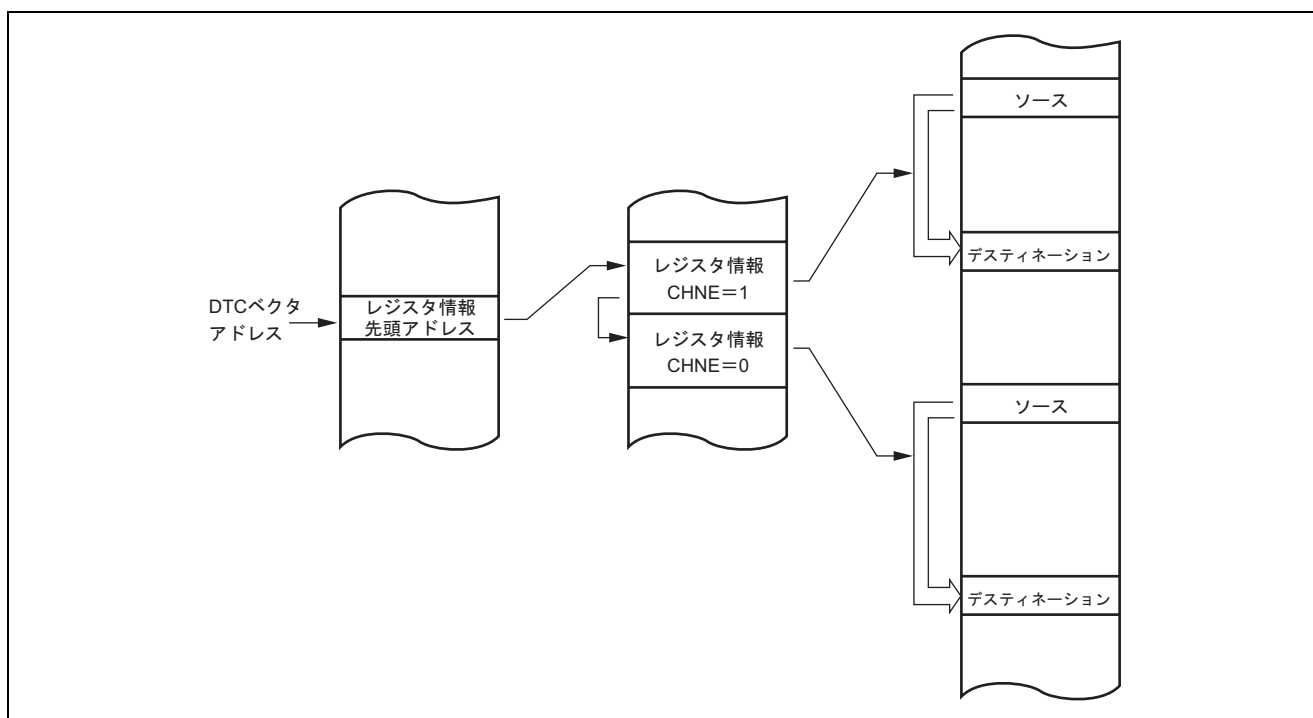 DTCベクタ
アドレス
レジスタ情報
先頭アドレス
レジスタ情報
CHNE=1
レジスタ情報
CHNE=0
ソース
デスティネーション
ソース
デスティネーション